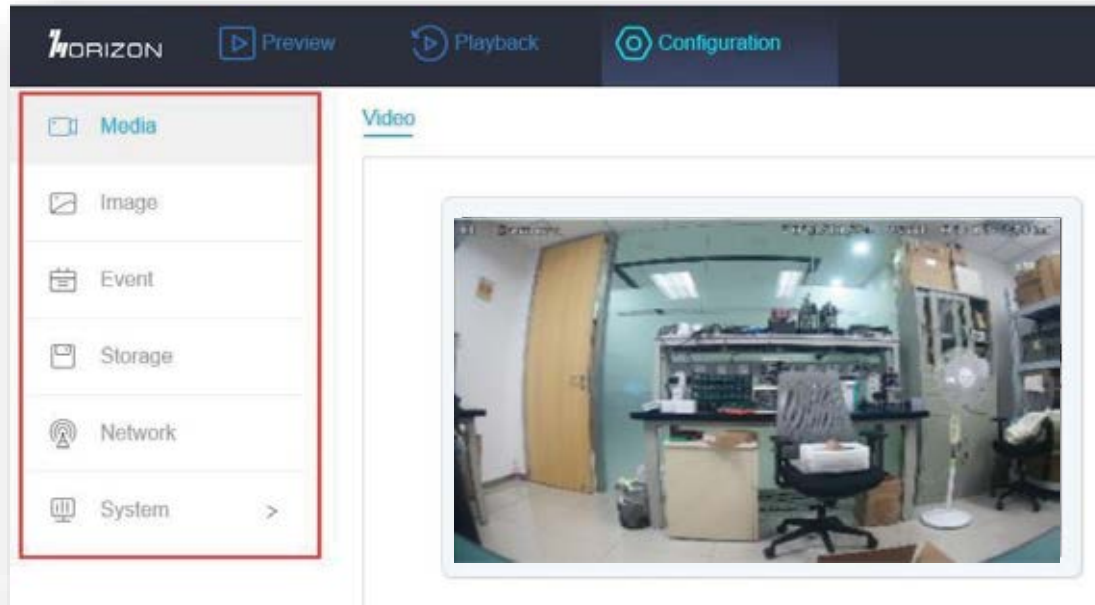 HORIZON Preview Playback Configuration
Media
Video
Image
Event
Storage
Network
System >